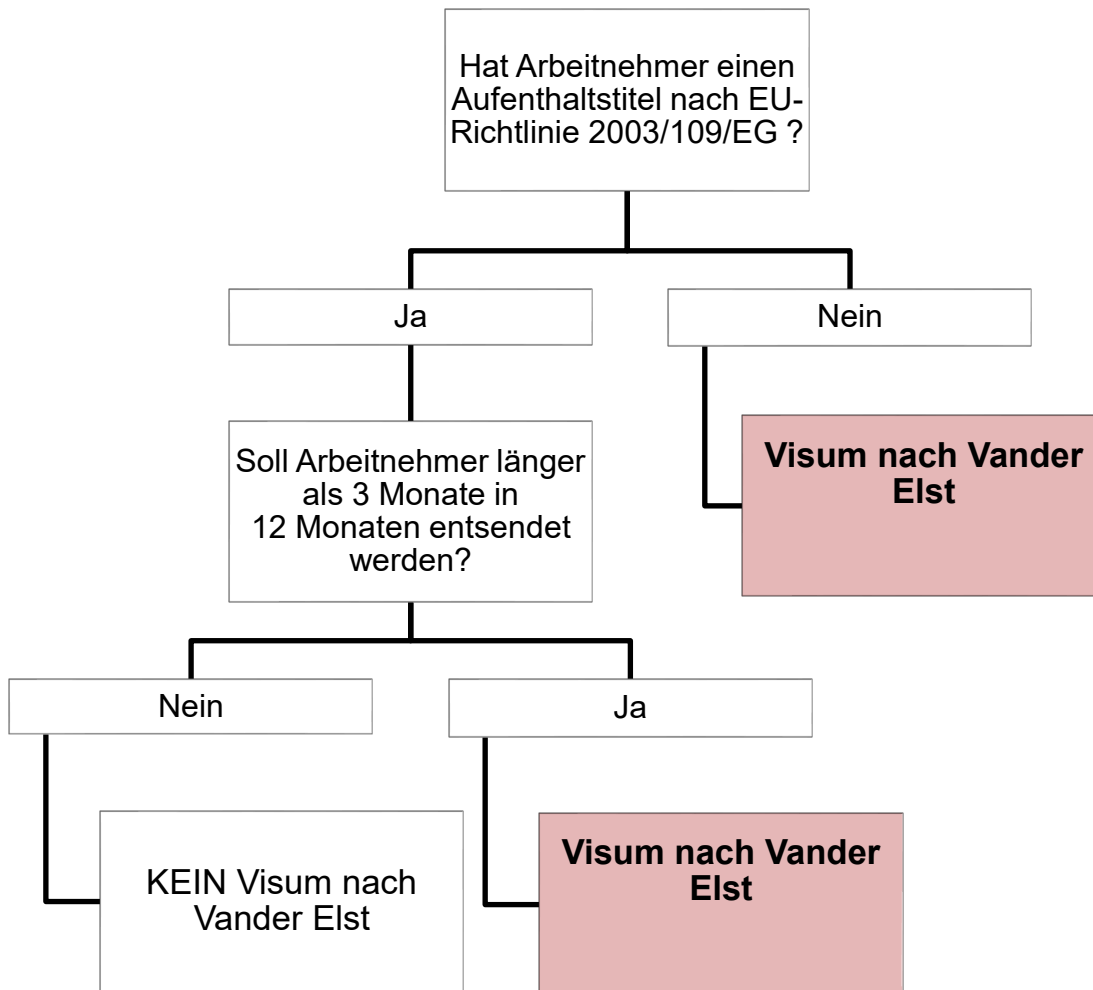 Hat Arbeitnehmer einen
Aufenthaltstitel nach EU-
Richtlinie 2003/109/EG ?
Ja
Nein
Soll Arbeitnehmer länger
als 3 Monate in
12 Monaten entsendet
werden?
Visum nach Vander
Elst
Nein
Ja
KEIN Visum nach
Vander Elst
Visum nach Vander
Elst